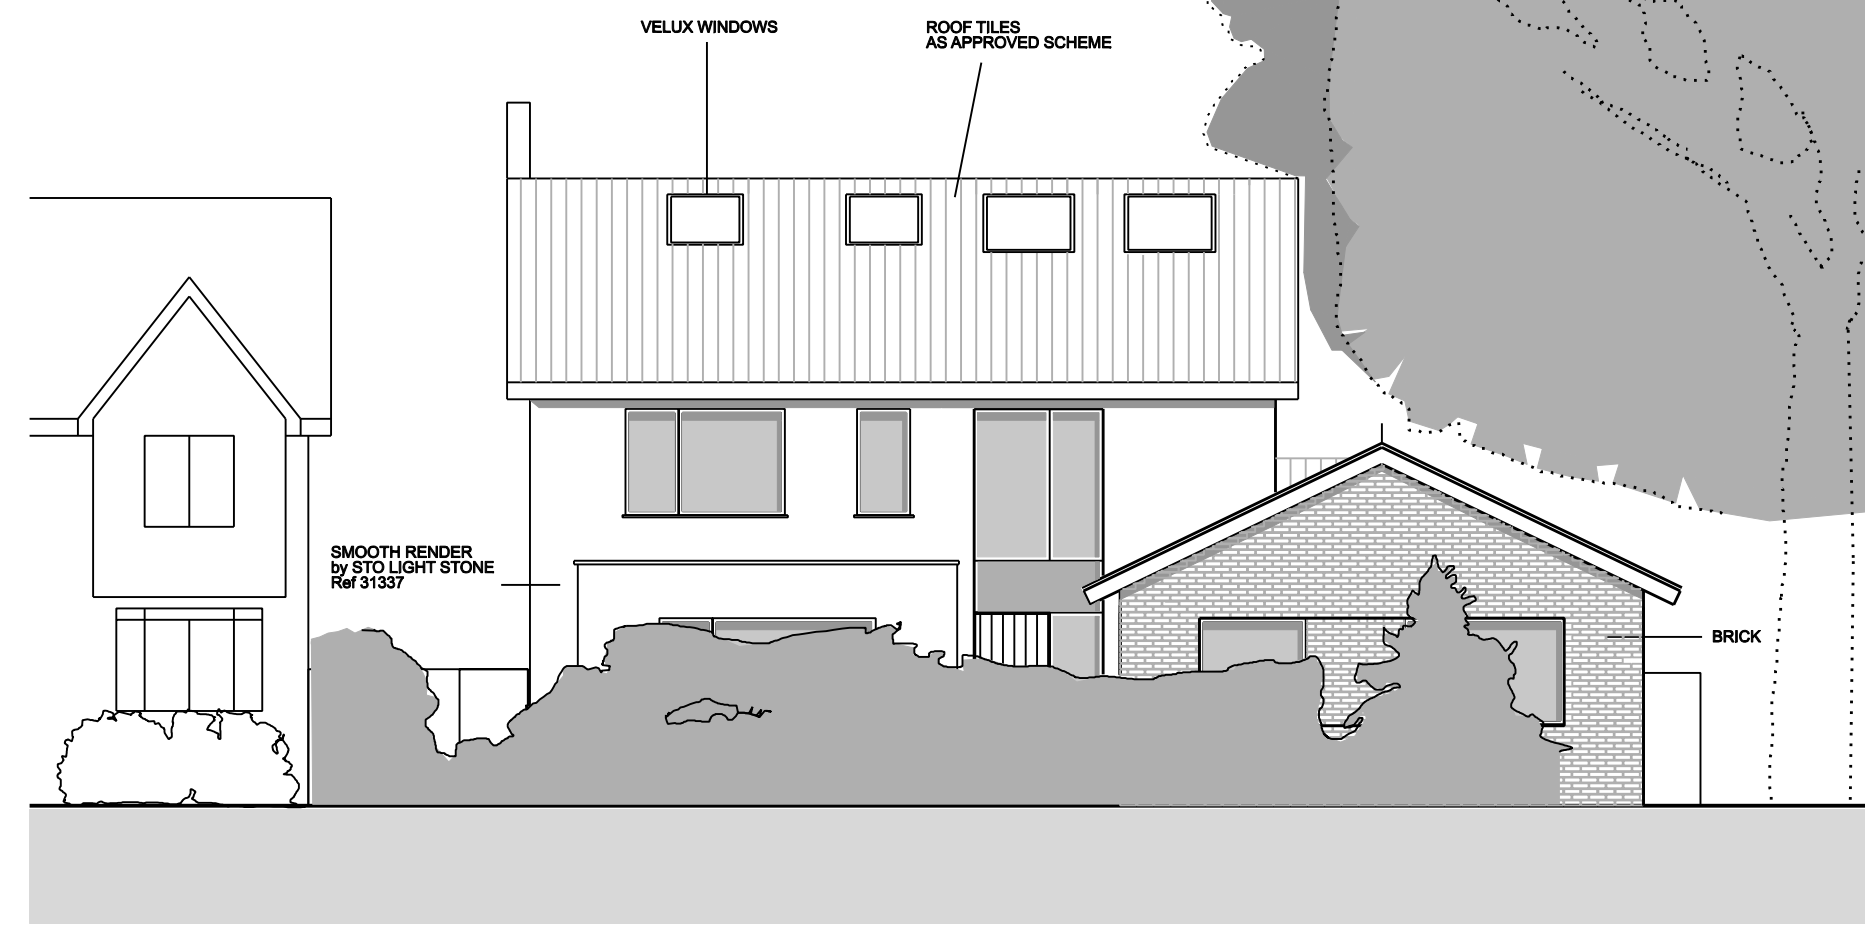 VELUX WINDOWS
ROOF TILES
AS APPROVED SCHEME
SMOOTH RENDER
by STO LIGHT STONE
Ref 31337
BRICK